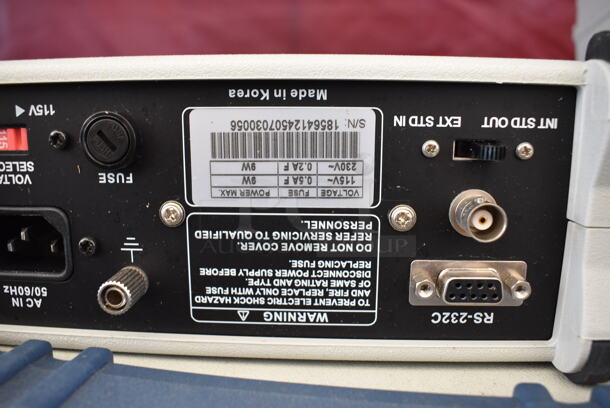 RS-232C
WARNING
TO PREVENT ELECTRIC SHOCK HAZARD
AND FIRE, REPLACE ONLY WITH FUSE
OF SAME RATING AND TYPE.
DISCONNECT POWER SUPPLY BEFORE
REPLACING FUSE.
DO NOT REMOVE COVER:
REFER SERVICING TO QUALIFIED
PERSONNEL.
AC IN
50/60Hz
INT STD OUT
EXT STD IN
VOLTAGE FUSE POWER MAX.
115V~ 0.5A F 9W
230V~ 0.2A F 9W
S/N: 18564124507030056
FUSE
115V
115
Made in Korea